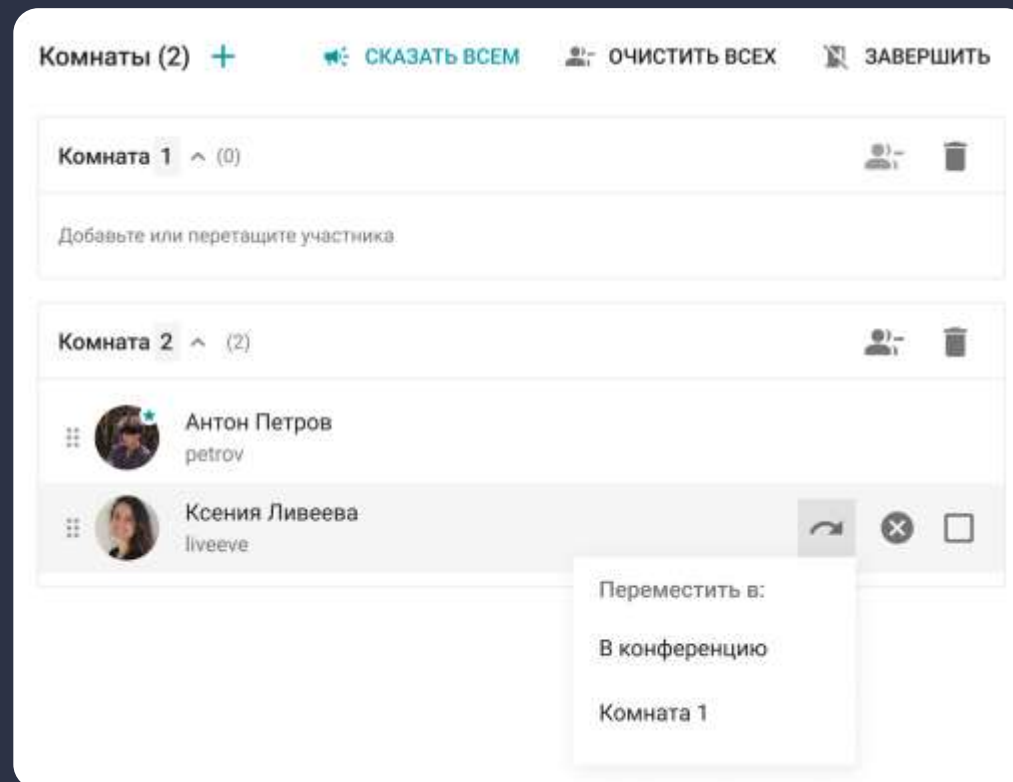 Комнаты (2) СКАЗАТЬ ВСЕМ ОЧИСТИТЬ ВСЕХ ЗАВЕРШИТЬ
Комната 1 (0)
Добавьте или перетащите участника
Комната 2 (2)
Антон Петров
petrov
Ксения Ливеева
liveeve
Переместить в:
В конференцию
Комната 1